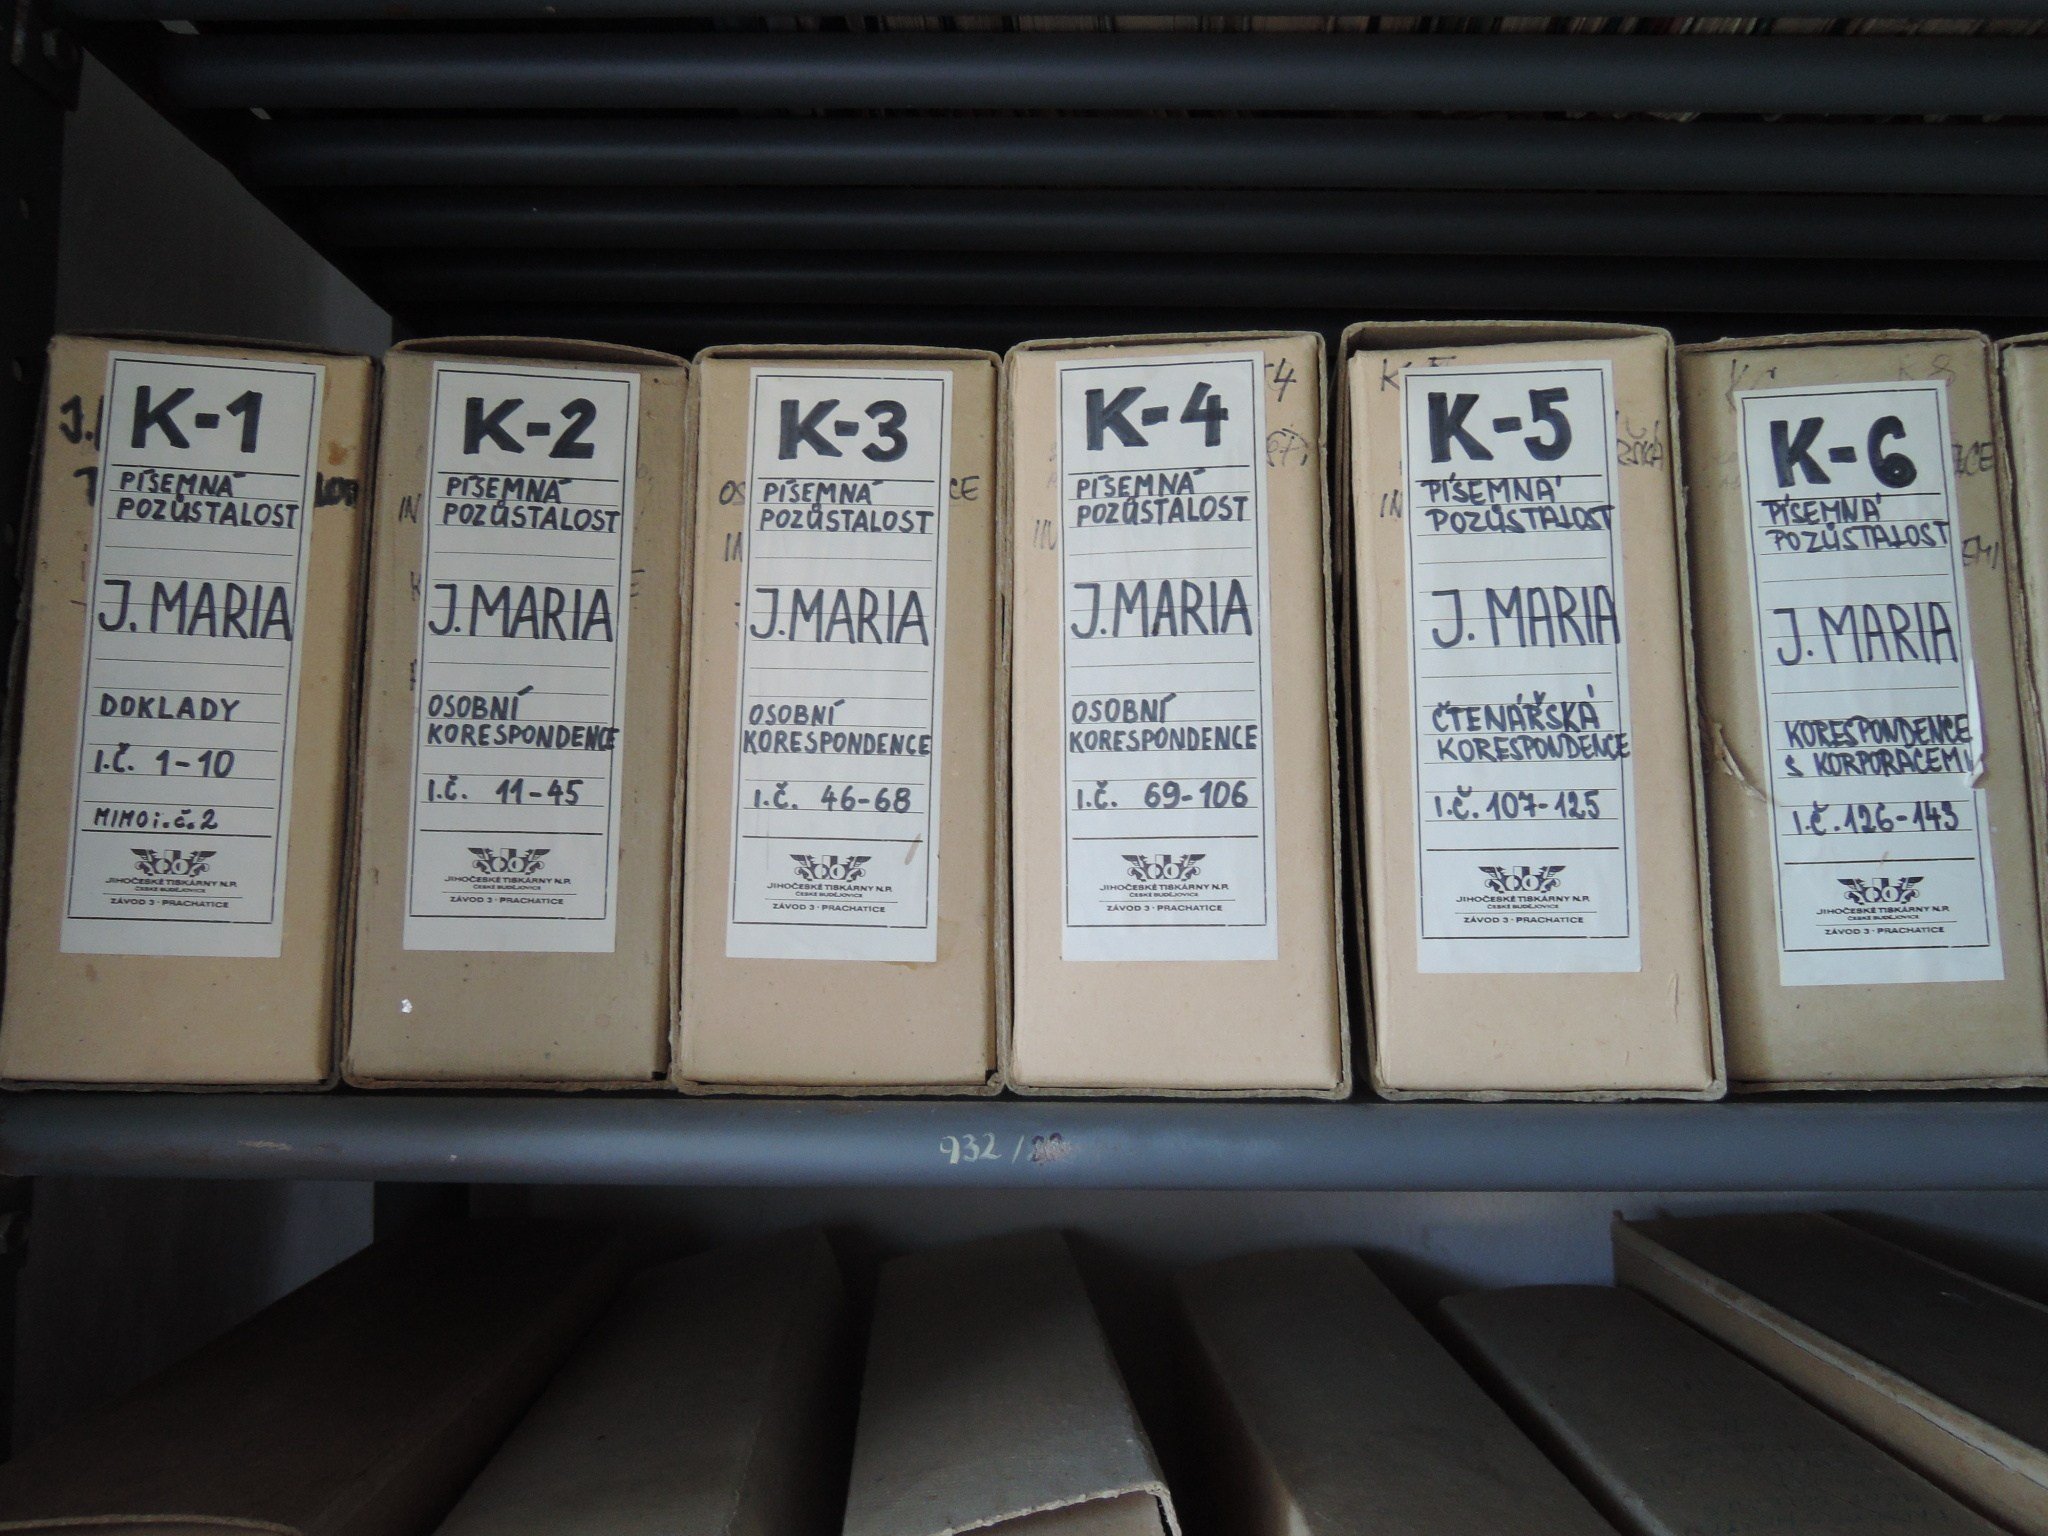 K-1
PÍSEMNÁ
POZŮSTALOST
J. MARIA
DOKLADY
I.Č. 1-10
MIMO i.č. 2
JIHOČESKÉ TISKÁRNY N.P.
ČESKÉ BUDĚJOVICE
ZÁVOD 3 · PRACHATICE
K-2
PÍSEMNÁ
POZŮSTALOST
J. MARIA
OSOBNÍ
KORESPONDENCE
I.Č. 11-45
JIHOČESKÉ TISKÁRNY N.P.
ČESKÉ BUDĚJOVICE
ZÁVOD 3 · PRACHATICE
K-3
PÍSEMNÁ
POZŮSTALOST
J. MARIA
OSOBNÍ
KORESPONDENCE
I.Č. 46-68
JIHOČESKÉ TISKÁRNY N.P.
ČESKÉ BUDĚJOVICE
ZÁVOD 3 · PRACHATICE
K-4
PÍSEMNÁ
POZŮSTALOST
J. MARIA
OSOBNÍ
KORESPONDENCE
I.Č. 69-106
JIHOČESKÉ TISKÁRNY N.P.
ČESKÉ BUDĚJOVICE
ZÁVOD 3 · PRACHATICE
K-5
PÍSEMNÁ
POZŮSTALOST
J. MARIA
ČTENÁŘSKÁ
KORESPONDENCE
I.Č. 107-125
JIHOČESKÉ TISKÁRNY N.P.
ČESKÉ BUDĚJOVICE
ZÁVOD 3 · PRACHATICE
K-6
PÍSEMNÁ
POZŮSTALOST
J. MARIA
KORESPONDENCE
S KORPORACEMI
I.Č. 126-143
JIHOČESKÉ TISKÁRNY N.P.
ČESKÉ BUDĚJOVICE
ZÁVOD 3 · PRACHATICE
932/